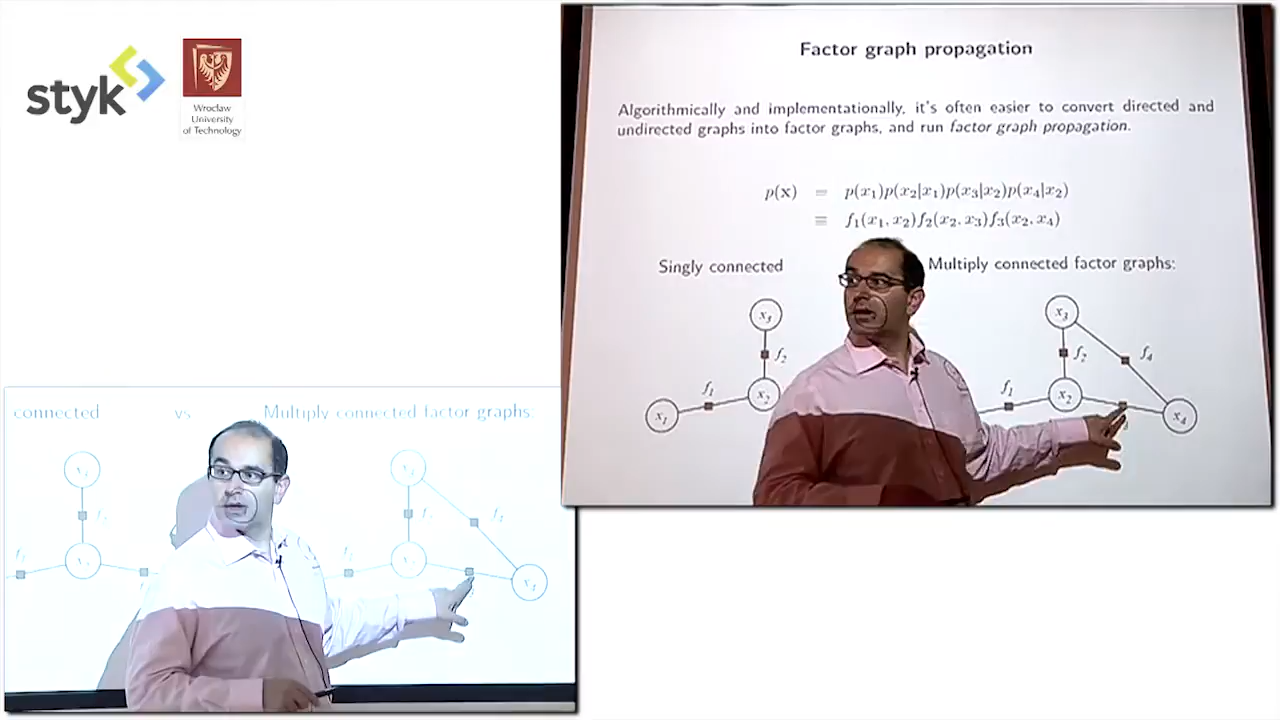 styk
Wrocław
University
of Technology
Factor graph propagation
Algorithmically and implementationally, it's often easier to convert directed and
undirected graphs into factor graphs, and run factor graph propagation.
p(x) = p(x₁)p(x₂|x₁)p(x₃|x₂)p(x₄|x₂)
≡ f₁(x₁, x₂)f₂(x₂, x₃)f₃(x₂, x₄)
Singly connected
Multiply connected factor graphs:
x₃
f₂
f₁
x₂
x₁
x₃
f₂
f₄
f₁
x₂
x₄
connected vs Multiply connected factor graphs: